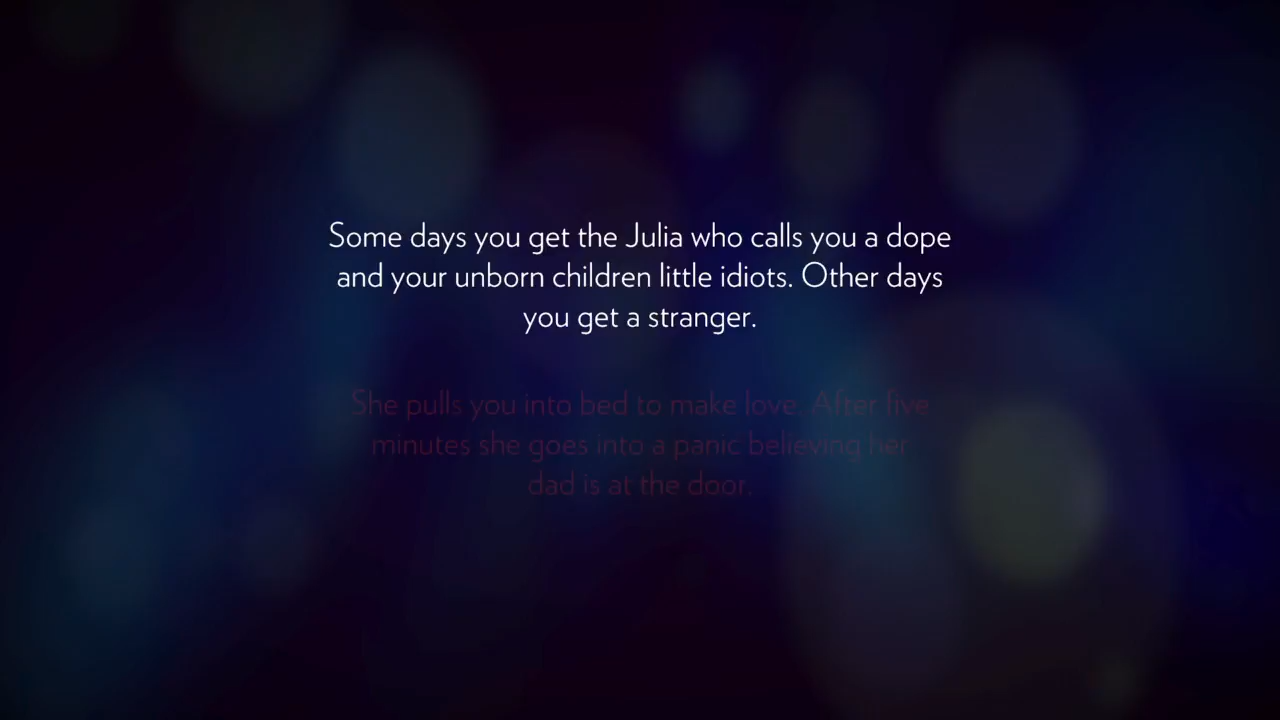 Some days you get the Julia who calls you a dope
and your unborn children little idiots. Other days
you get a stranger.
She pulls you into bed to make love. After five
minutes she goes into a panic believing her
dad is at the door.